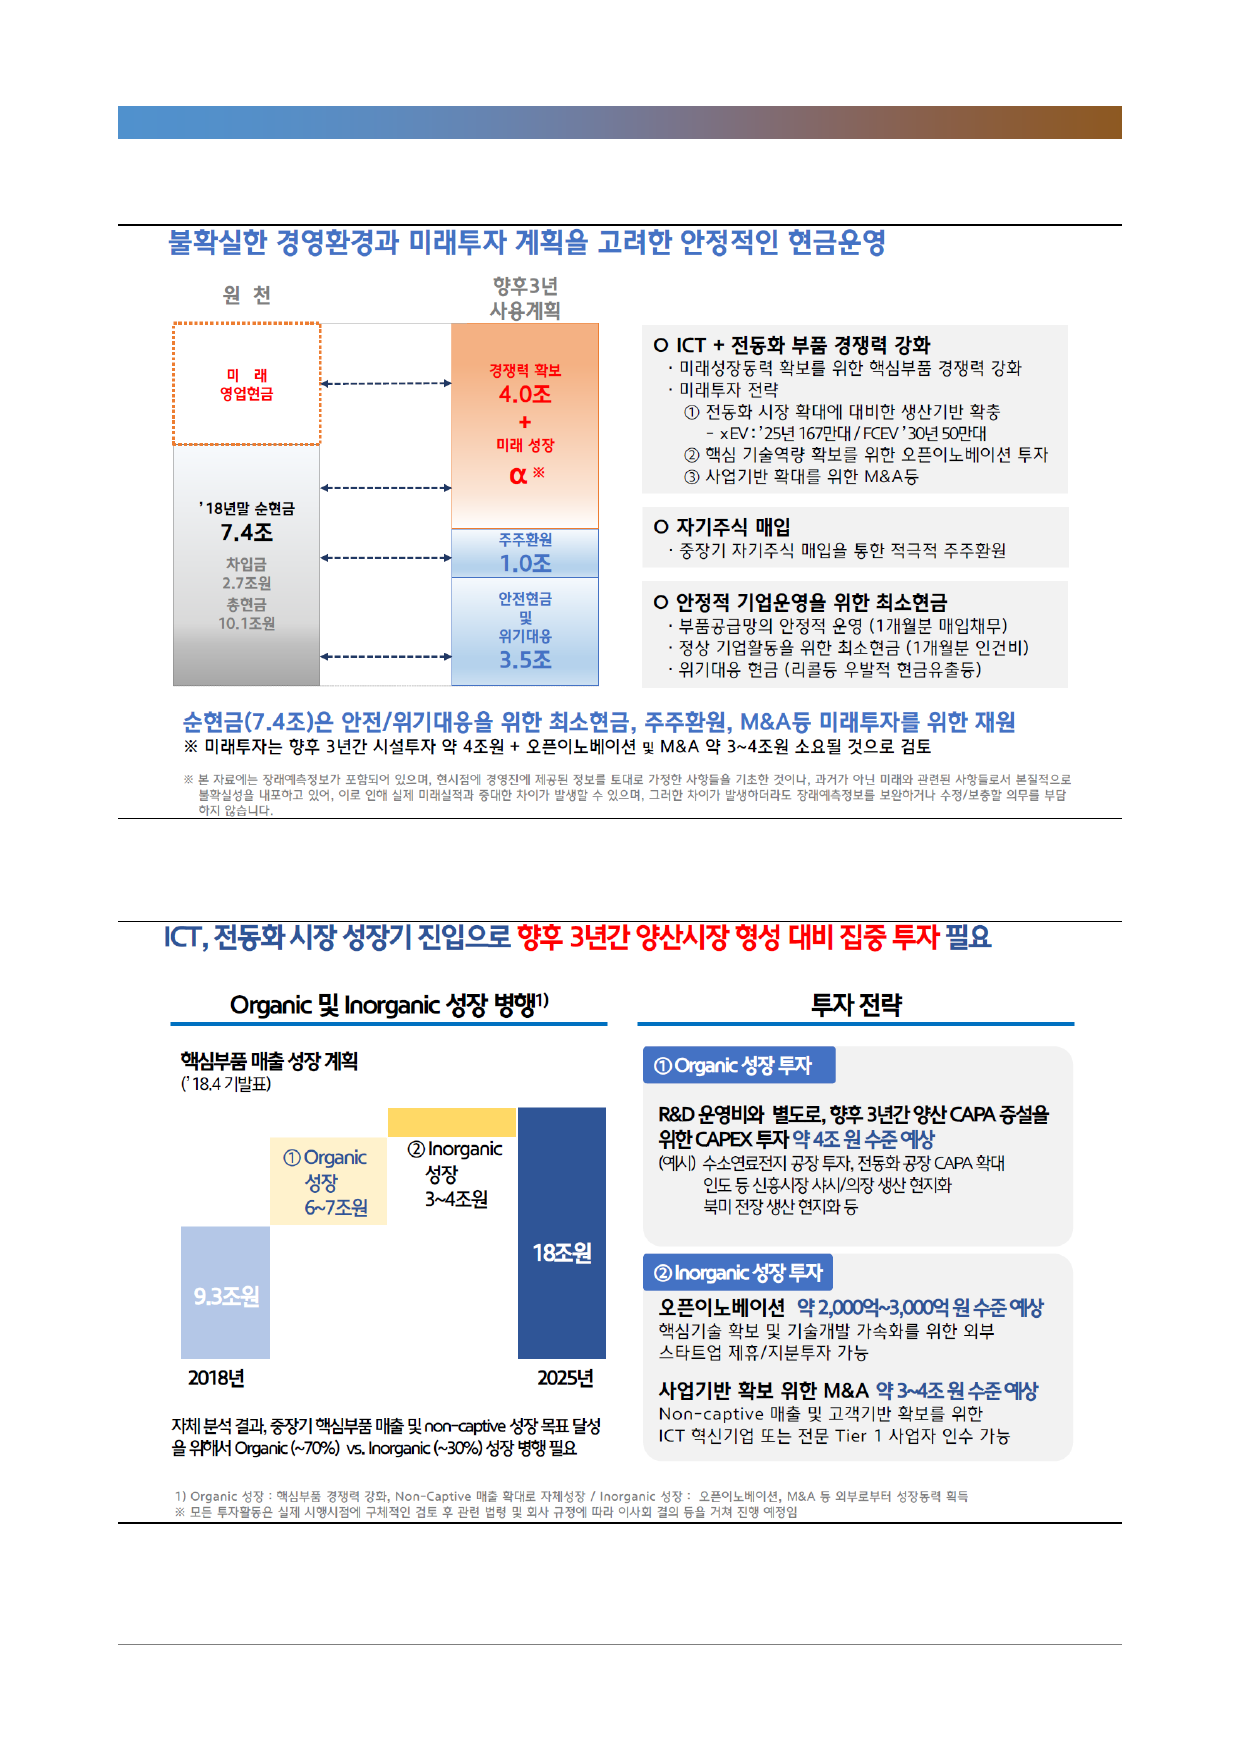 불확실한 경영환경과 미래투자 계획을 고려한 안정적인 현금운영
원 천
향후3년
사용계획
미 래
영업현금
’18년말 순현금
7.4조
차입금
2.7조원
총현금
10.1조원
경쟁력 확보
4.0조
+
미래 성장
α ※
주주환원
1.0조
안전현금
및
위기대응
3.5조
O ICT + 전동화 부품 경쟁력 강화
· 미래성장동력 확보를 위한 핵심부품 경쟁력 강화
· 미래투자 전략
① 전동화 시장 확대에 대비한 생산기반 확충
- xEV : ’25년 167만대 / FCEV ’30년 50만대
② 핵심 기술역량 확보를 위한 오픈이노베이션 투자
③ 사업기반 확대를 위한 M&A등
O 자기주식 매입
· 중장기 자기주식 매입을 통한 적극적 주주환원
O 안정적 기업운영을 위한 최소현금
· 부품공급망의 안정적 운영 (1개월분 매입채무)
· 정상 기업활동을 위한 최소현금 (1개월분 인건비)
· 위기대응 현금 (리콜등 우발적 현금유출등)
순현금(7.4조)은 안전/위기대응을 위한 최소현금, 주주환원, M&A등 미래투자를 위한 재원
※ 미래투자는 향후 3년간 시설투자 약 4조원 + 오픈이노베이션 및 M&A 약 3~4조원 소요될 것으로 검토
※ 본 자료에는 장래예측정보가 포함되어 있으며, 현시점에 경영진에 제공된 정보를 토대로 가정한 사항들을 기초한 것이나, 과거가 아닌 미래와 관련된 사항들로서 본질적으로
불확실성을 내포하고 있어, 이로 인해 실제 미래실적과 중대한 차이가 발생할 수 있으며, 그러한 차이가 발생하더라도 장래예측정보를 보완하거나 수정/보충할 의무를 부담
하지 않습니다.
ICT, 전동화 시장 성장기 진입으로 향후 3년간 양산시장 형성 대비 집중 투자 필요
Organic 및 Inorganic 성장 병행1)
핵심부품 매출 성장 계획
(’18.4 기발표)
① Organic
성장
6~7조원
② Inorganic
성장
3~4조원
9.3조원
18조원
2018년
2025년
자체 분석 결과, 중장기 핵심부품 매출 및 non-captive 성장 목표 달성
을 위해서 Organic (~70%) vs. Inorganic (~30%) 성장 병행 필요
투자 전략
① Organic 성장 투자
R&D 운영비와 별도로, 향후 3년간 양산 CAPA 증설을
위한 CAPEX 투자 약 4조 원 수준 예상
(예시) 수소연료전지 공장 투자, 전동화 공장 CAPA 확대
인도 등 신흥시장 샤시/의장 생산 현지화
북미 전장 생산 현지화 등
② Inorganic 성장 투자
오픈이노베이션 약 2,000억~3,000억 원 수준 예상
핵심기술 확보 및 기술개발 가속화를 위한 외부
스타트업 제휴/지분투자 가능
사업기반 확보 위한 M&A 약 3~4조 원 수준 예상
Non-captive 매출 및 고객기반 확보를 위한
ICT 혁신기업 또는 전문 Tier 1 사업자 인수 가능
1) Organic 성장 : 핵심부품 경쟁력 강화, Non-Captive 매출 확대로 자체성장 / Inorganic 성장 : 오픈이노베이션, M&A 등 외부로부터 성장동력 획득
※ 모든 투자활동은 실제 시행시점에 구체적인 검토 후 관련 법령 및 회사 규정에 따라 이사회 결의 등을 거쳐 진행 예정임